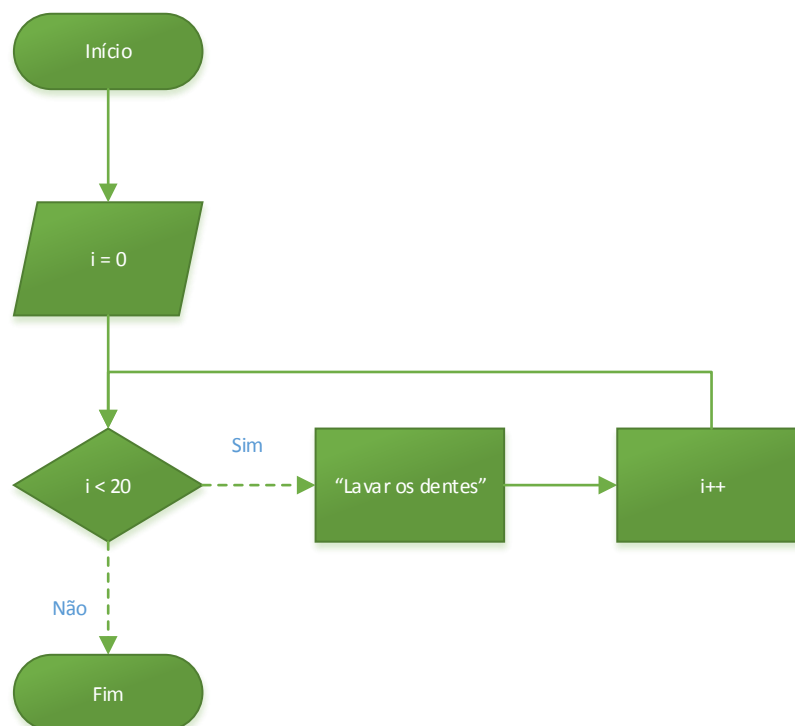 Início
i = 0
i < 20
Sim
“Lavar os dentes”
i++
Não
Fim